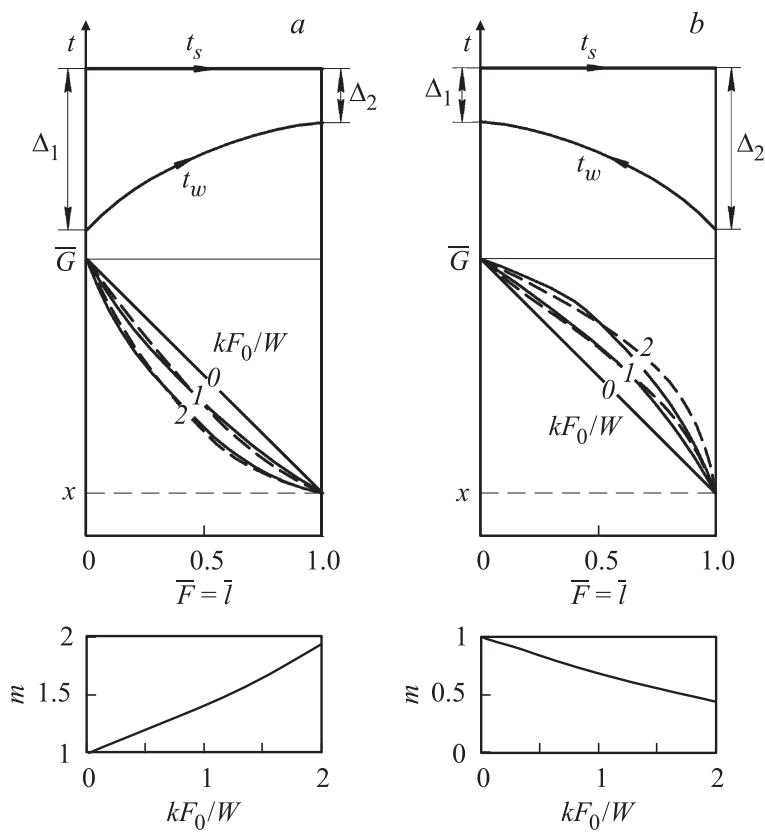 a
b
t
t_s
t
t_s
Δ_1
Δ_2
Δ_1
Δ_2
t_w
t_w
G̅
G̅
kF_0/W
0
1
2
2
1
0
kF_0/W
x
x
0 0.5 1.0
0 0.5 1.0
F̅ = l̅
F̅ = l̅
2
1.5
1
m
0 1 2
kF_0/W
1
0.5
0
m
0 1 2
kF_0/W